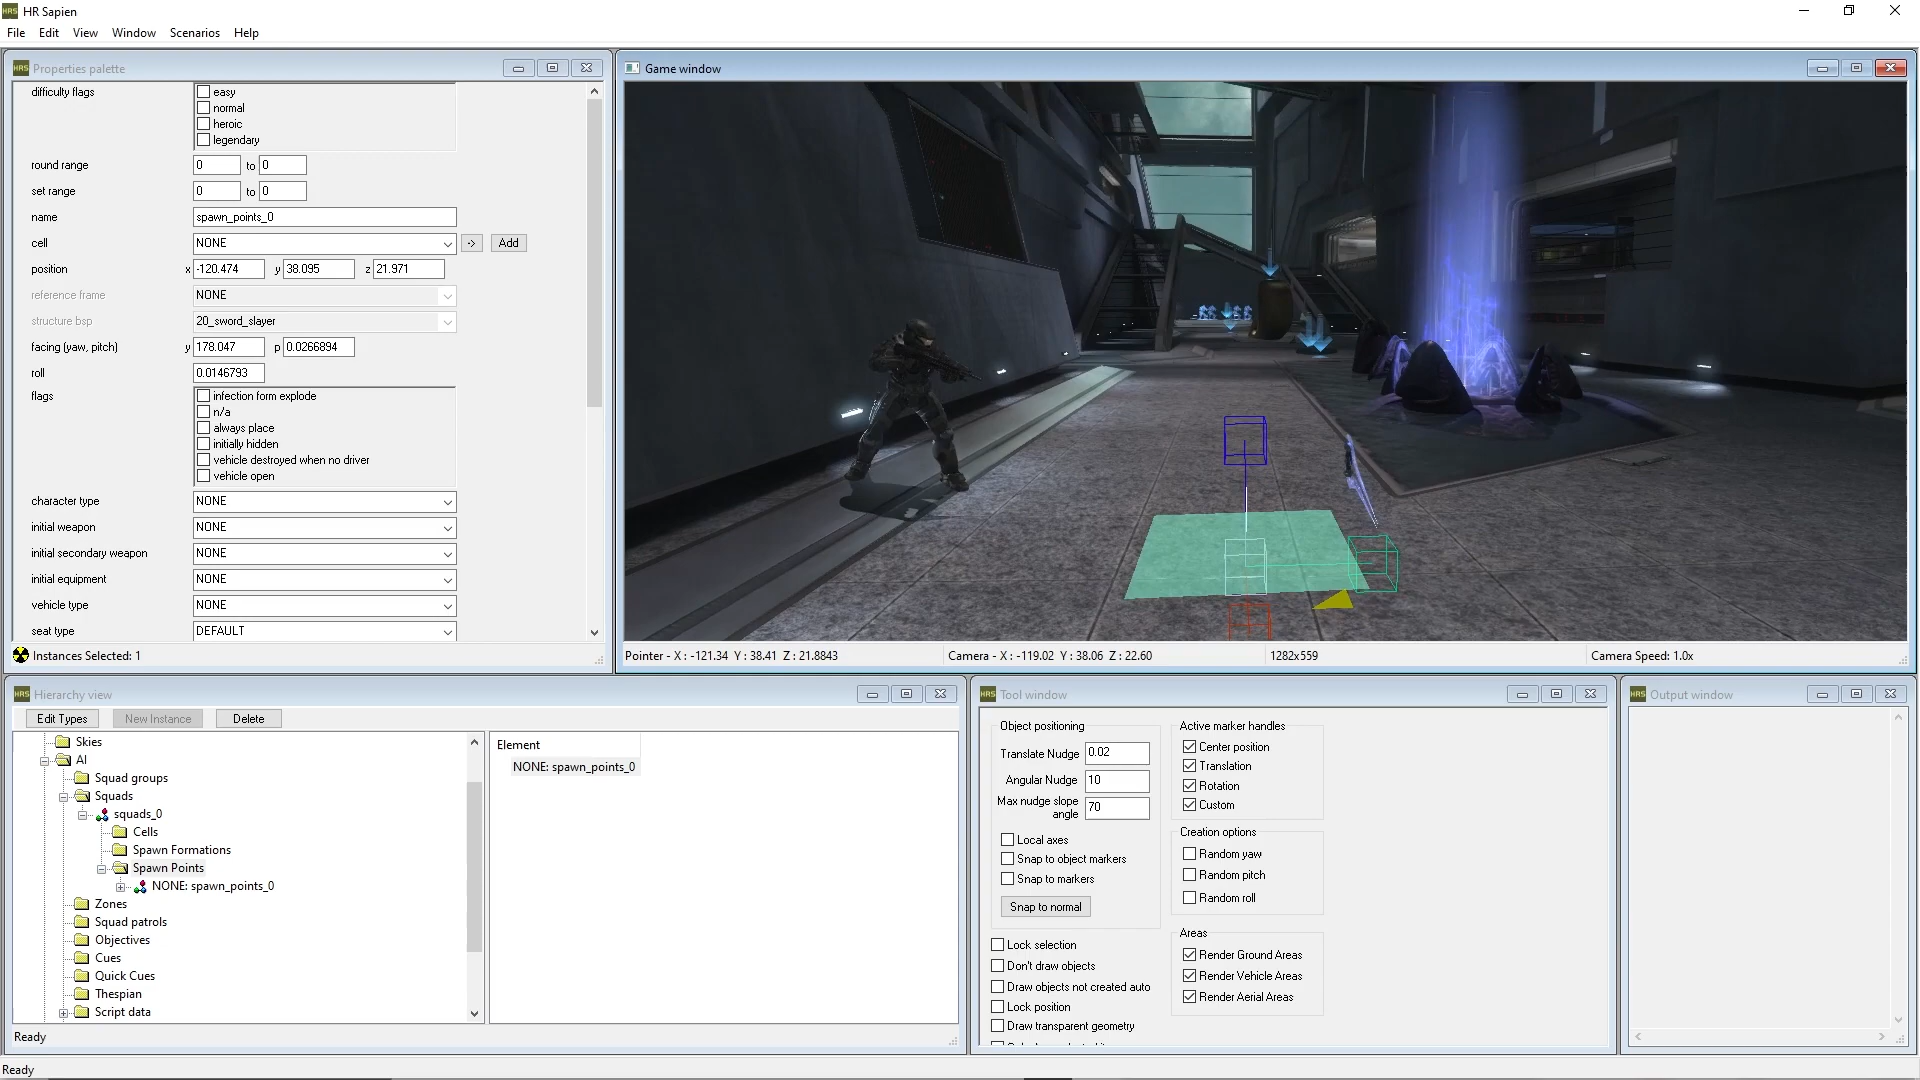 HR Sapien
File Edit View Window Scenarios Help
Properties palette
difficulty flags
easy
normal
heroic
legendary
round range 0 to 0
set range 0 to 0
name spawn_points_0
cell NONE -> Add
position x -120.474 y 38.095 z 21.971
reference frame NONE
structure bsp 20_sword_slayer
facing (yaw, pitch) y 178.047 p 0.0266894
roll 0.0146793
flags
infection form explode
n/a
always place
initially hidden
vehicle destroyed when no driver
vehicle open
character type NONE
initial weapon NONE
initial secondary weapon NONE
initial equipment NONE
vehicle type NONE
seat type DEFAULT
Instances Selected: 1
Game window
Pointer - X : -121.34 Y : 38.41 Z : 21.8843
Camera - X : -119.02 Y : 38.06 Z : 22.60
1282x559
Camera Speed: 1.0x
Hierarchy view
Edit Types New Instance Delete
Skies
AI
Squad groups
Squads
squads_0
Cells
Spawn Formations
Spawn Points
NONE: spawn_points_0
Zones
Squad patrols
Objectives
Cues
Quick Cues
Thespian
Script data
Element
NONE: spawn_points_0
Ready
Tool window
Object positioning
Translate Nudge 0.02
Angular Nudge 10
Max nudge slope angle 70
Local axes
Snap to object markers
Snap to markers
Snap to normal
Lock selection
Don't draw objects
Draw objects not created auto
Lock position
Draw transparent geometry
Active marker handles
Center position
Translation
Rotation
Custom
Creation options
Random yaw
Random pitch
Random roll
Areas
Render Ground Areas
Render Vehicle Areas
Render Aerial Areas
Output window
Ready